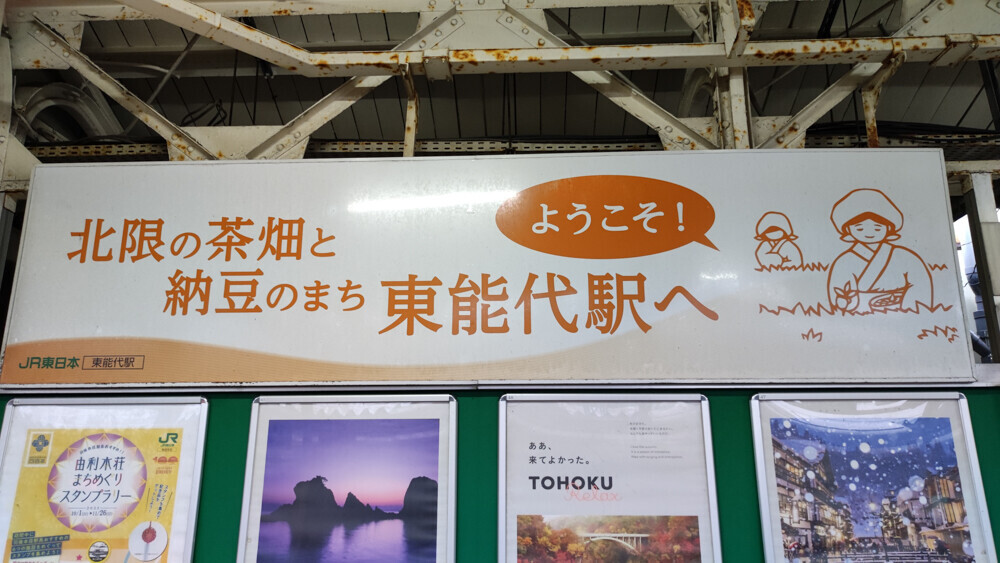 北限の茶畑と
納豆のまち 東能代駅へ
ようこそ！
JR東日本 東能代駅
JR
由利本荘
まちめぐり
スタンプラリー
ああ、
来てよかった。
TOHOKU
Relax